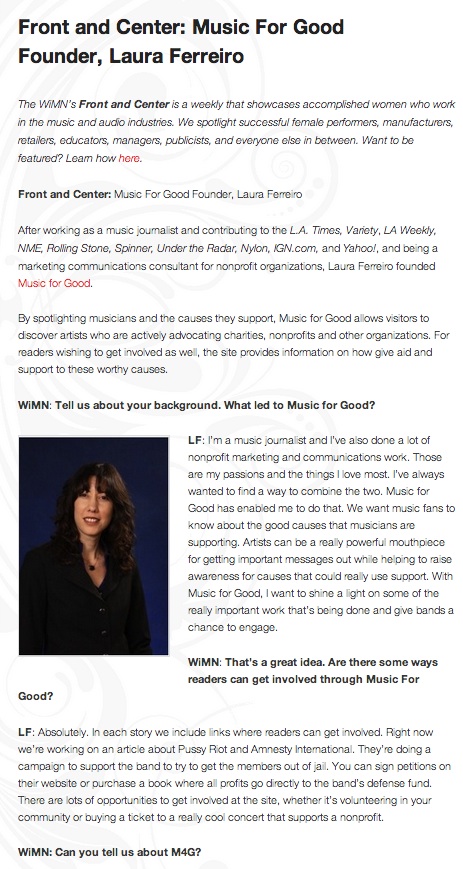 Front and Center: Music For Good
Founder, Laura Ferreiro
The WiMN's Front and Center is a weekly that showcases accomplished women who work
in the music and audio industries. We spotlight successful female performers, manufacturers,
retailers, educators, managers, publicists, and everyone else in between. Want to be
featured? Learn how here.
Front and Center: Music For Good Founder, Laura Ferreiro
After working as a music journalist and contributing to the L.A. Times, Variety, LA Weekly,
NME, Rolling Stone, Spinner, Under the Radar, Nylon, IGN.com, and Yahoo!, and being a
marketing communications consultant for nonprofit organizations, Laura Ferreiro founded
Music for Good.
By spotlighting musicians and the causes they support, Music for Good allows visitors to
discover artists who are actively advocating charities, nonprofits and other organizations. For
readers wishing to get involved as well, the site provides information on how give aid and
support to these worthy causes.
WiMN: Tell us about your background. What led to Music for Good?
LF: I'm a music journalist and I've also done a lot of
nonprofit marketing and communications work. Those
are my passions and the things I love most. I've always
wanted to find a way to combine the two. Music for
Good has enabled me to do that. We want music fans to
know about the good causes that musicians are
supporting. Artists can be a really powerful mouthpiece
for getting important messages out while helping to raise
awareness for causes that could really use support. With
Music for Good, I want to shine a light on some of the
really important work that's being done and give bands a
chance to engage.
WiMN: That's a great idea. Are there some ways
readers can get involved through Music For
Good?
LF: Absolutely. In each story we include links where readers can get involved. Right now
we're working on an article about Pussy Riot and Amnesty International. They're doing a
campaign to support the band to try to get the members out of jail. You can sign petitions on
their website or purchase a book where all profits go directly to the band's defense fund.
There are lots of opportunities to get involved at the site, whether it's volunteering in your
community or buying a ticket to a really cool concert that supports a nonprofit.
WiMN: Can you tell us about M4G?